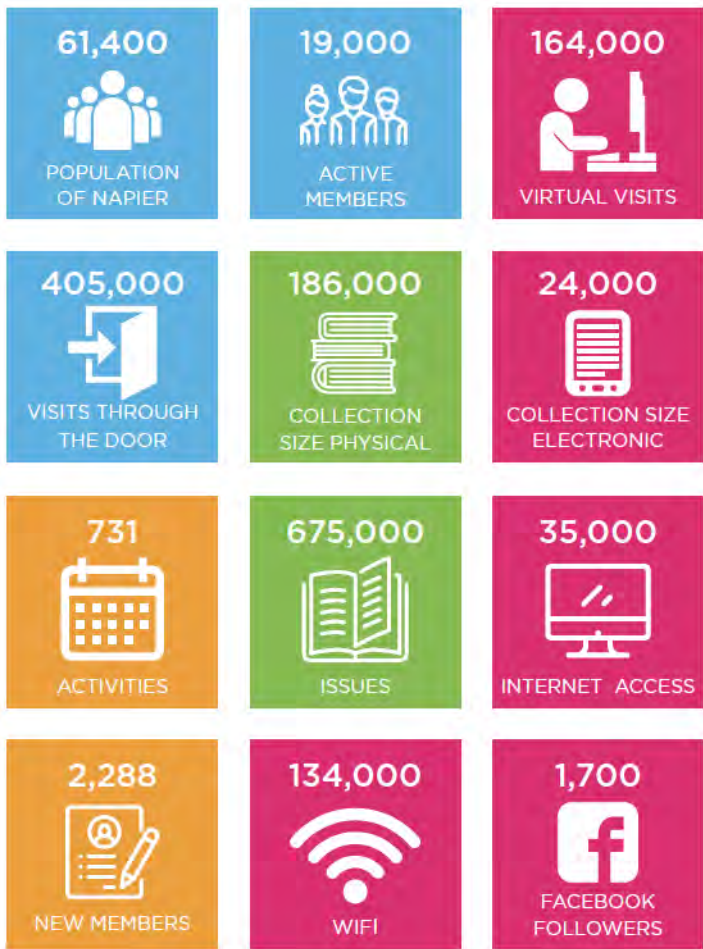 61,400
POPULATION
OF NAPIER
19,000
ACTIVE
MEMBERS
164,000
VIRTUAL VISITS
405,000
VISITS THROUGH
THE DOOR
186,000
COLLECTION
SIZE PHYSICAL
24,000
COLLECTION SIZE
ELECTRONIC
731
ACTIVITIES
675,000
ISSUES
35,000
INTERNET ACCESS
2,288
NEW MEMBERS
134,000
WIFI
1,700
FACEBOOK
FOLLOWERS